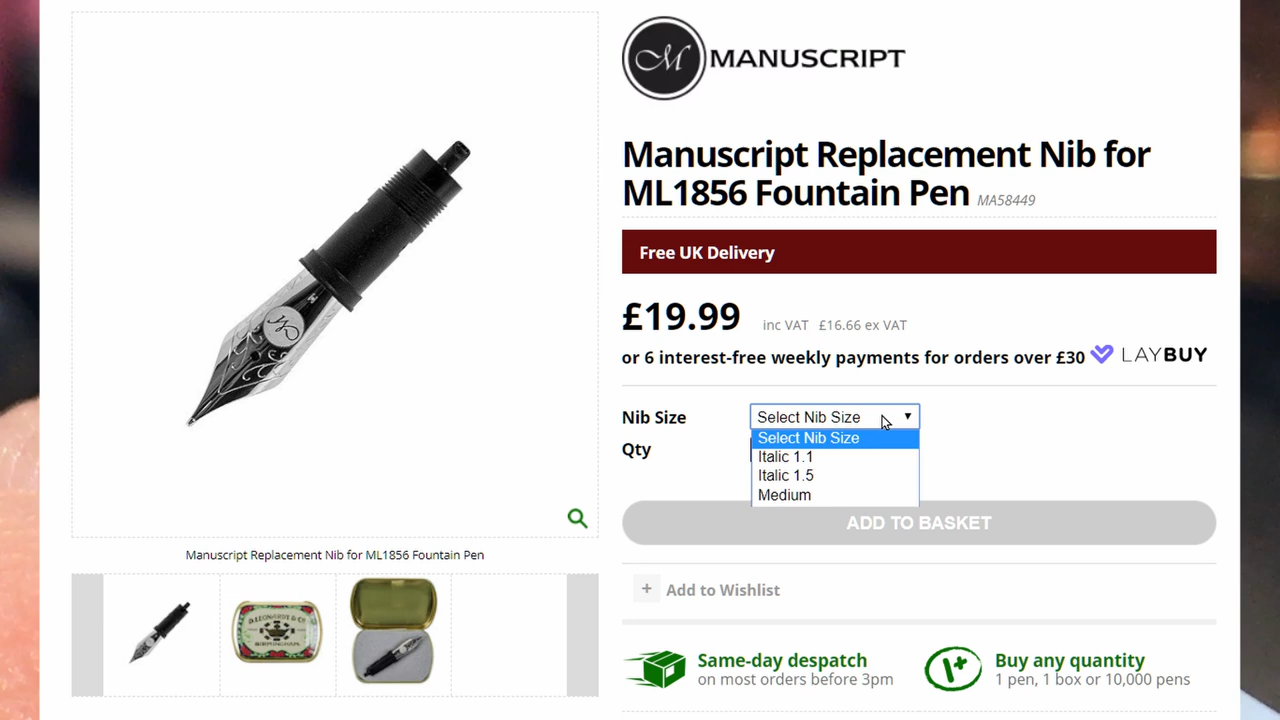 M MANUSCRIPT
Manuscript Replacement Nib for
ML1856 Fountain Pen MA58449
Free UK Delivery
£19.99 inc VAT £16.66 ex VAT
or 6 interest-free weekly payments for orders over £30 LAYBUY
Nib Size Select Nib Size
Select Nib Size
Italic 1.1
Qty
Italic 1.5
Medium
ADD TO BASKET
Manuscript Replacement Nib for ML1856 Fountain Pen
+ Add to Wishlist
D. LEONARDT & CO
BIRMINGHAM
Same-day despatch
on most orders before 3pm
1+
Buy any quantity
1 pen, 1 box or 10,000 pens